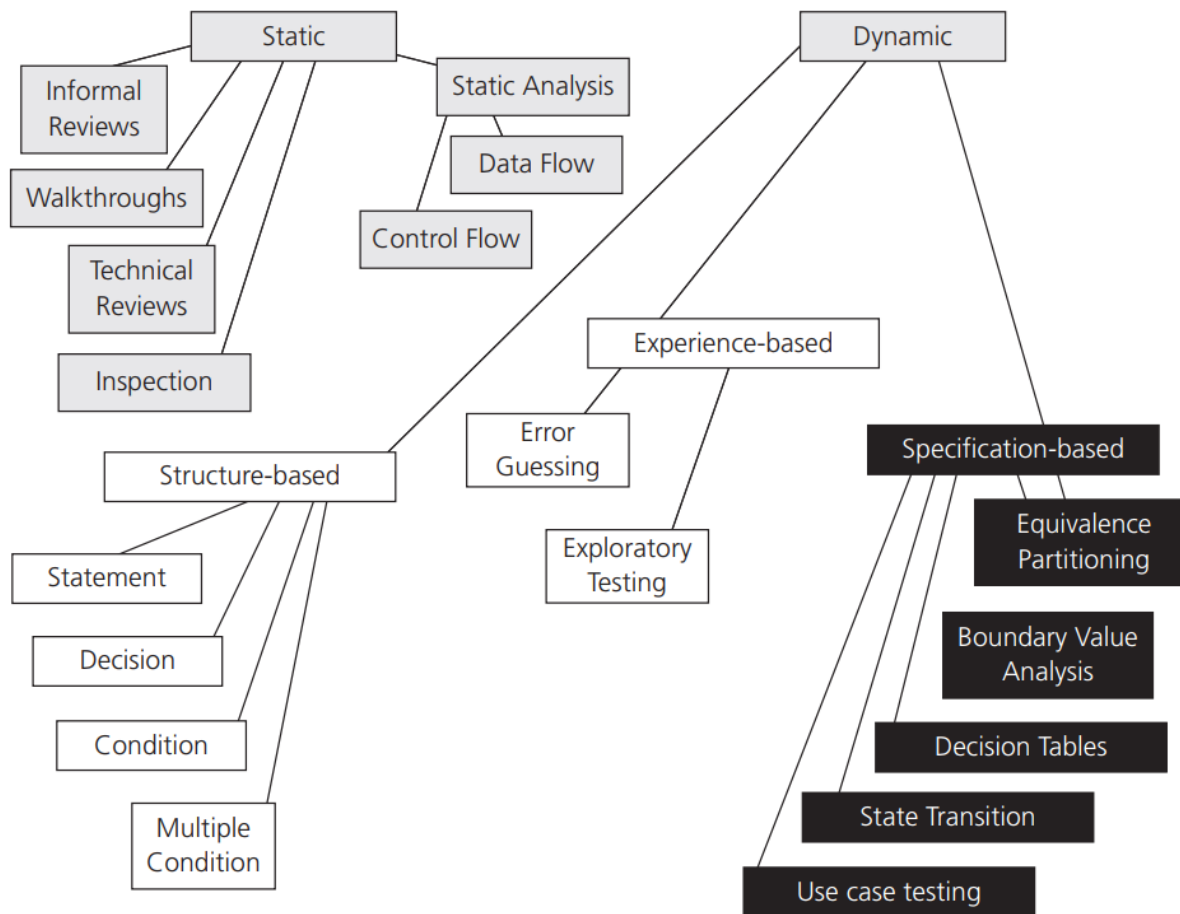 Static
Dynamic
Informal
Reviews
Static Analysis
Data Flow
Walkthroughs
Control Flow
Technical
Reviews
Inspection
Experience-based
Error
Guessing
Specification-based
Structure-based
Equivalence
Partitioning
Exploratory
Testing
Statement
Boundary Value
Analysis
Decision
Decision Tables
Condition
State Transition
Multiple
Condition
Use case testing